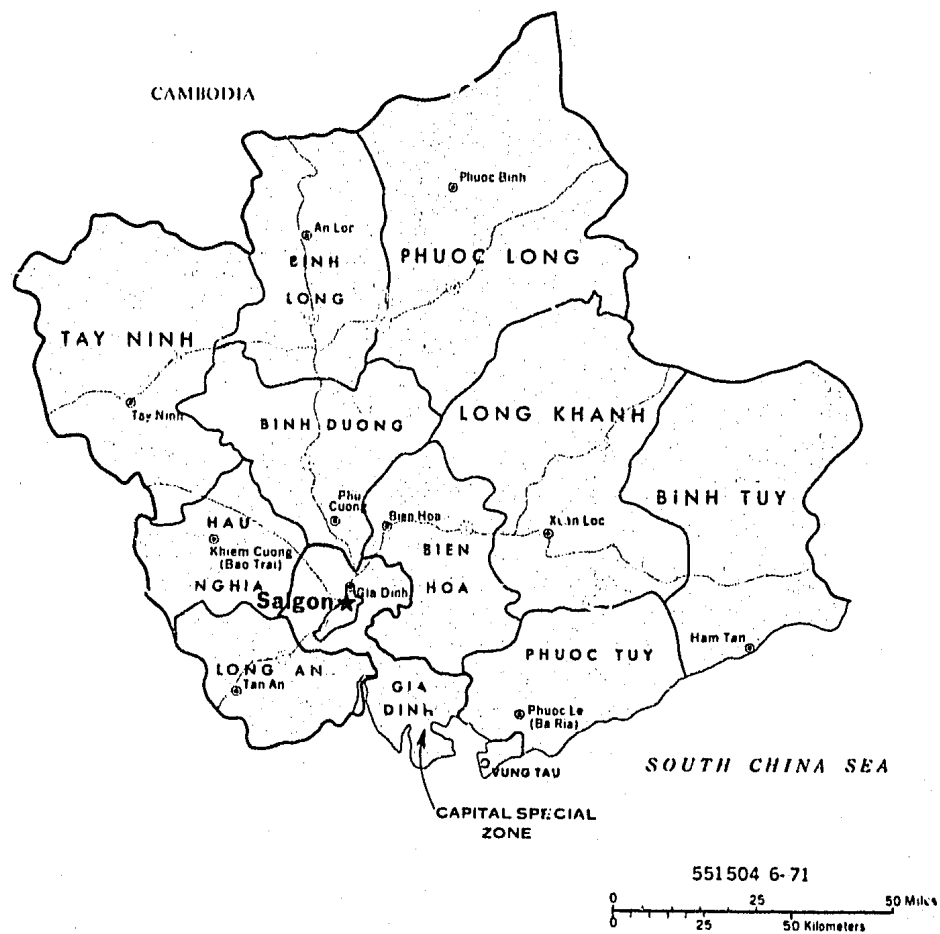 CAMBODIA
Phuoc Binh
An Loc
BINH
LONG
PHUOC LONG
TAY NINH
Tay Ninh
BINH DUONG
LONG KHANH
BINH TUY
Phu
Cuong
Bien Hoa
Xuan Loc
HAU
Khiem Cuong
(Bao Trai)
NGHIA
BIEN
HOA
Gia Dinh
Saigon
LONG AN
Tan An
GIA
DINH
PHUOC TUY
Ham Tan
Phuoc Le
(Ba Ria)
VUNG TAU
SOUTH CHINA SEA
CAPITAL SPECIAL
ZONE
551504 6-71
0 25 50 Miles
0 25 50 Kilometers